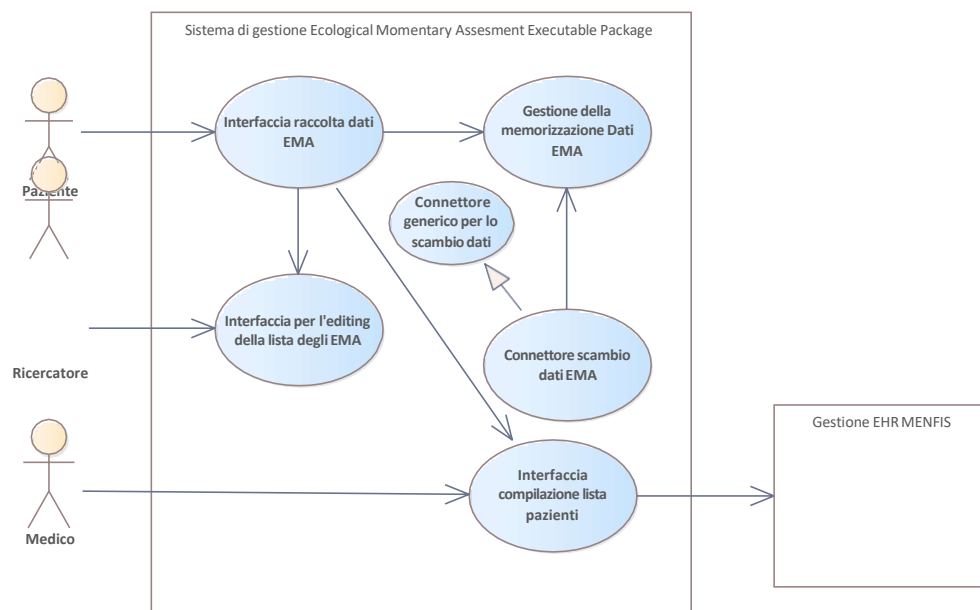 Sistema di gestione Ecological Momentary Assesment Executable Package
Interfaccia raccolta dati
EMA
Gestione della
memorizzazione Dati
EMA
Paziente
Connettore
generico per lo
scambio dati
Interfaccia per l'editing
della lista degli EMA
Connettore scambio
dati EMA
Ricercatore
Gestione EHR MENFIS
Interfaccia
compilazione lista
pazienti
Medico